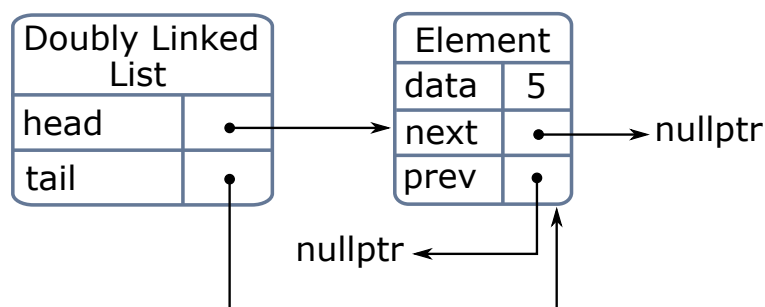 Doubly Linked
List
head
tail
Element
data 5
next
prev
nullptr
nullptr